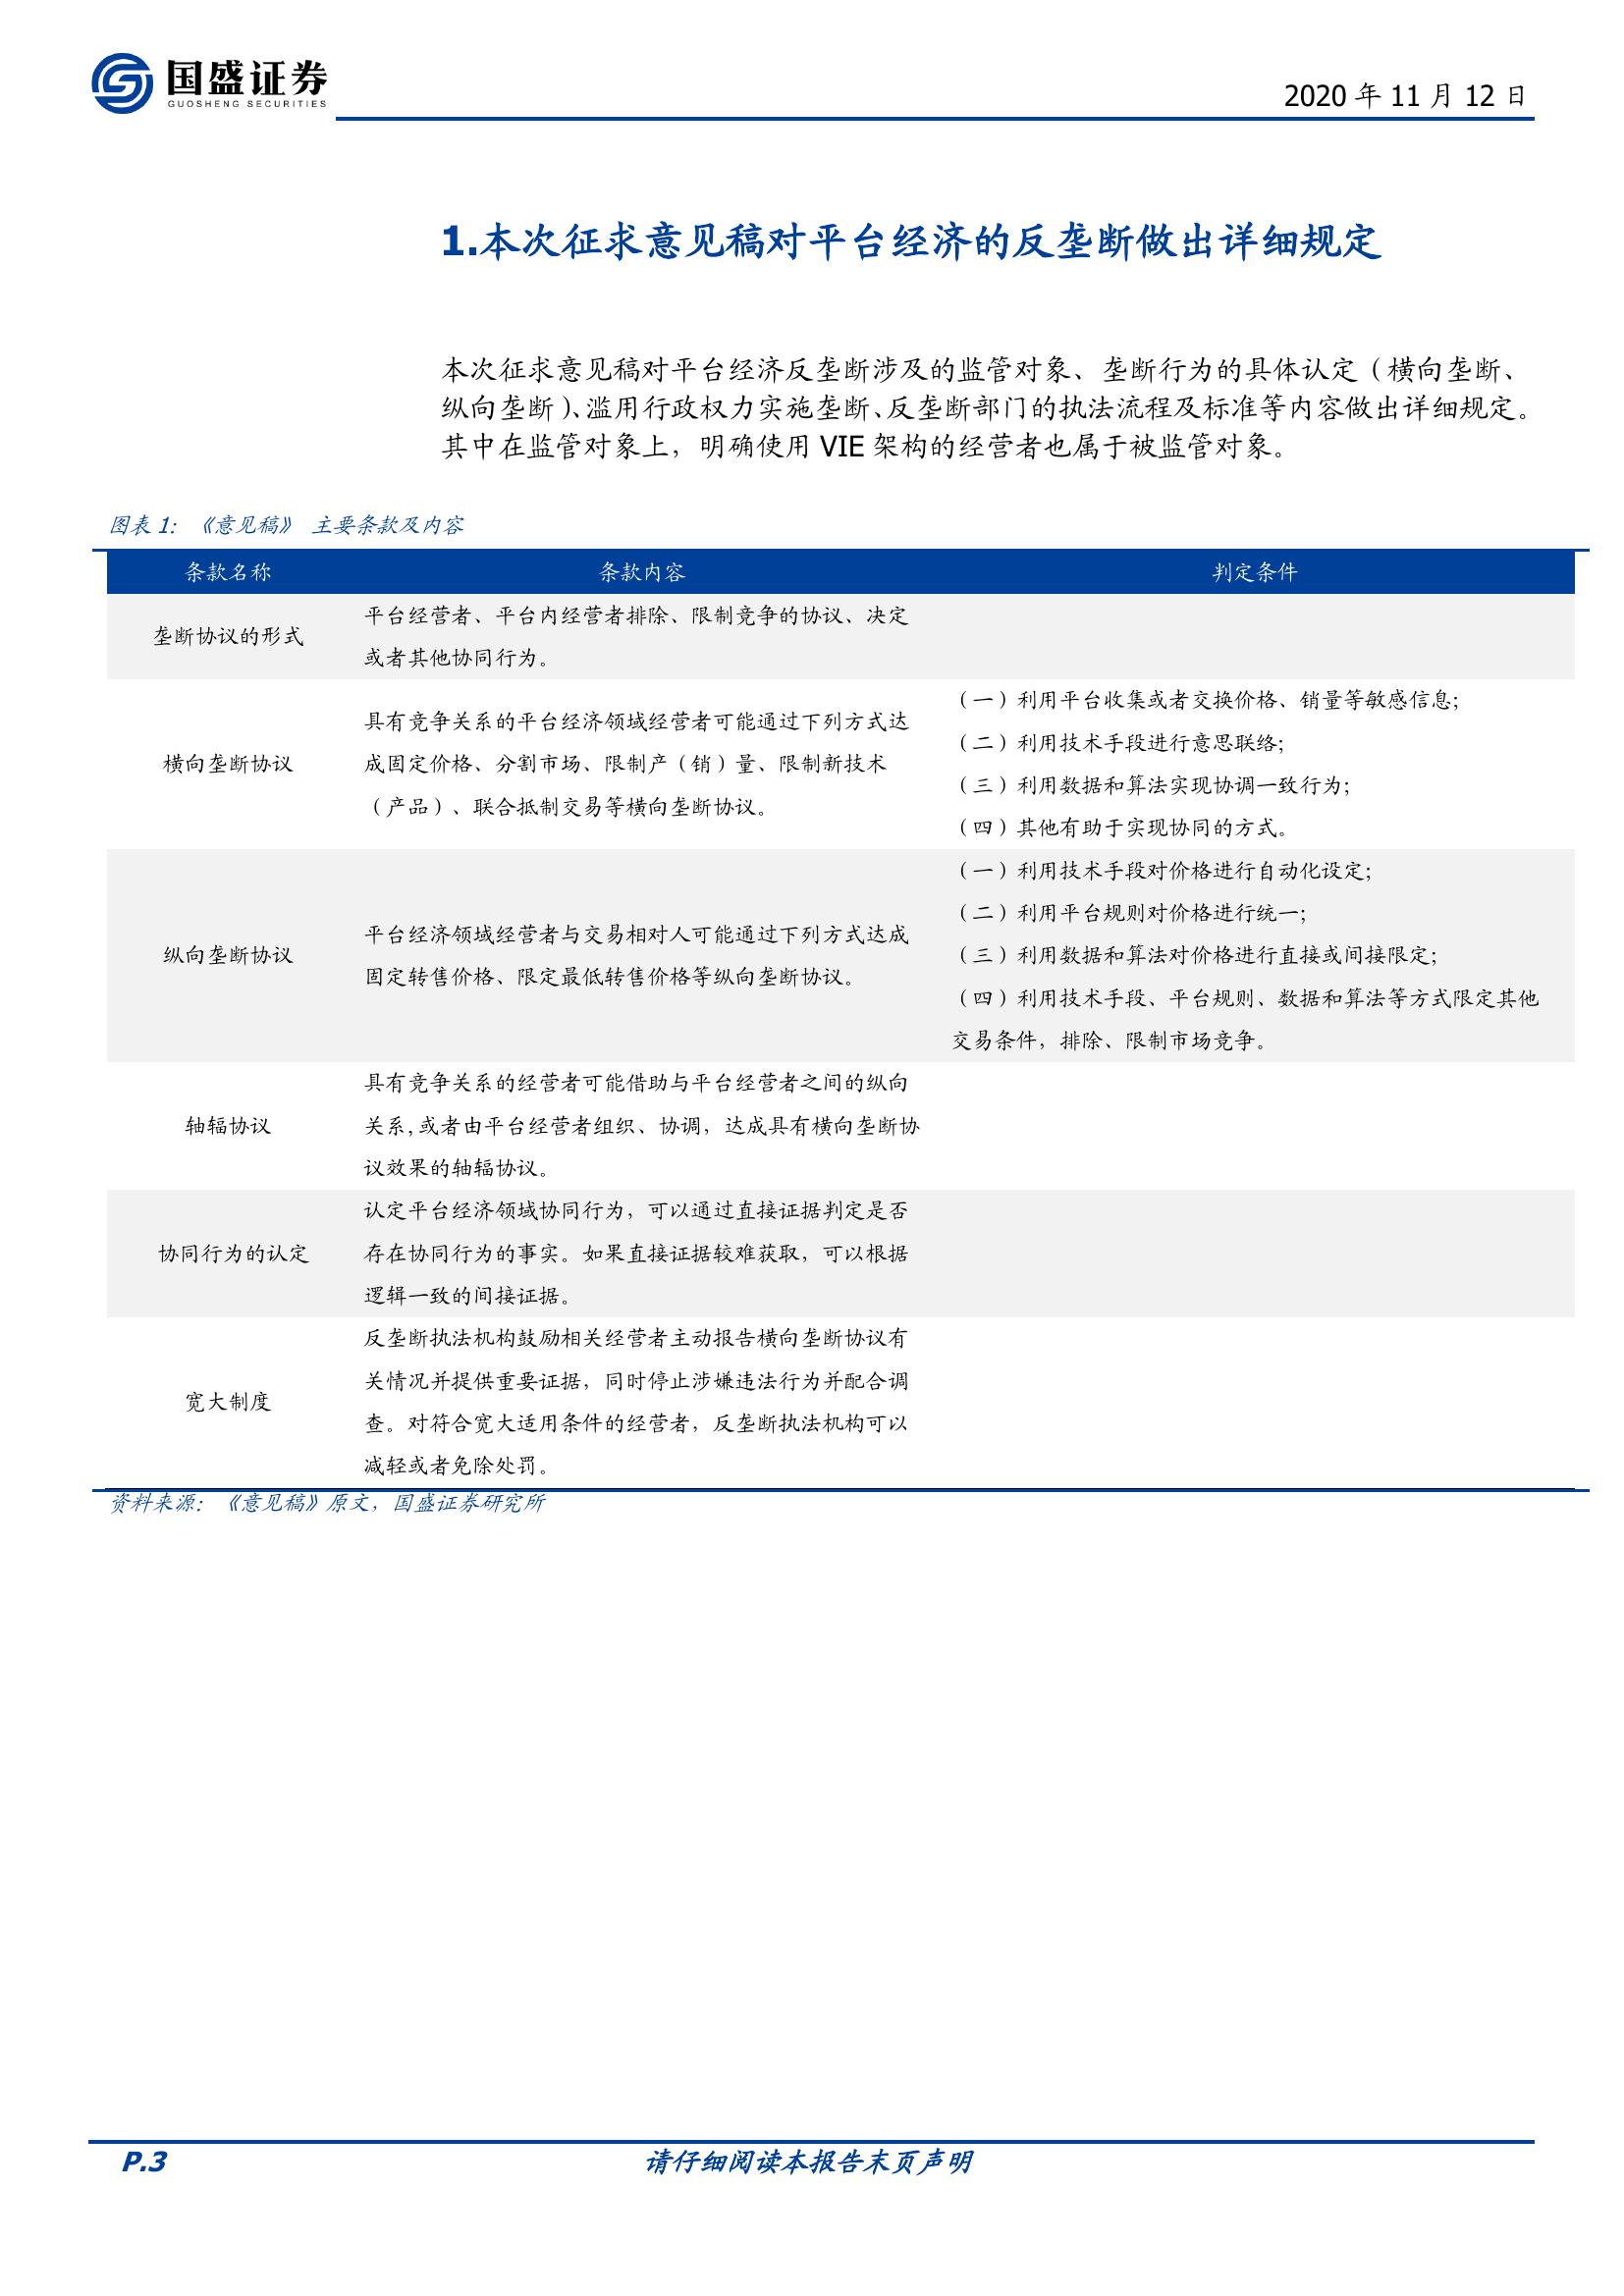 国盛证券
GUOSHENG SECURITIES
2020 年 11 月 12 日
1.本次征求意见稿对平台经济的反垄断做出详细规定
本次征求意见稿对平台经济反垄断涉及的监管对象、垄断行为的具体认定（横向垄断、
纵向垄断）、滥用行政权力实施垄断、反垄断部门的执法流程及标准等内容做出详细规定。
其中在监管对象上，明确使用 VIE 架构的经营者也属于被监管对象。
图表 1：《意见稿》 主要条款及内容
条款名称 条款内容 判定条件
垄断协议的形式
平台经营者、平台内经营者排除、限制竞争的协议、决定
或者其他协同行为。
横向垄断协议
具有竞争关系的平台经济领域经营者可能通过下列方式达
成固定价格、分割市场、限制产（销）量、限制新技术
（产品）、联合抵制交易等横向垄断协议。
（一）利用平台收集或者交换价格、销量等敏感信息；
（二）利用技术手段进行意思联络；
（三）利用数据和算法实现协调一致行为；
（四）其他有助于实现协同的方式。
纵向垄断协议
平台经济领域经营者与交易相对人可能通过下列方式达成
固定转售价格、限定最低转售价格等纵向垄断协议。
（一）利用技术手段对价格进行自动化设定；
（二）利用平台规则对价格进行统一；
（三）利用数据和算法对价格进行直接或间接限定；
（四）利用技术手段、平台规则、数据和算法等方式限定其他
交易条件，排除、限制市场竞争。
轴辐协议
具有竞争关系的经营者可能借助与平台经营者之间的纵向
关系，或者由平台经营者组织、协调，达成具有横向垄断协
议效果的轴辐协议。
协同行为的认定
认定平台经济领域协同行为，可以通过直接证据判定是否
存在协同行为的事实。如果直接证据较难获取，可以根据
逻辑一致的间接证据。
宽大制度
反垄断执法机构鼓励相关经营者主动报告横向垄断协议有
关情况并提供重要证据，同时停止涉嫌违法行为并配合调
查。对符合宽大适用条件的经营者，反垄断执法机构可以
减轻或者免除处罚。
资料来源：《意见稿》原文，国盛证券研究所
P.3 请仔细阅读本报告末页声明